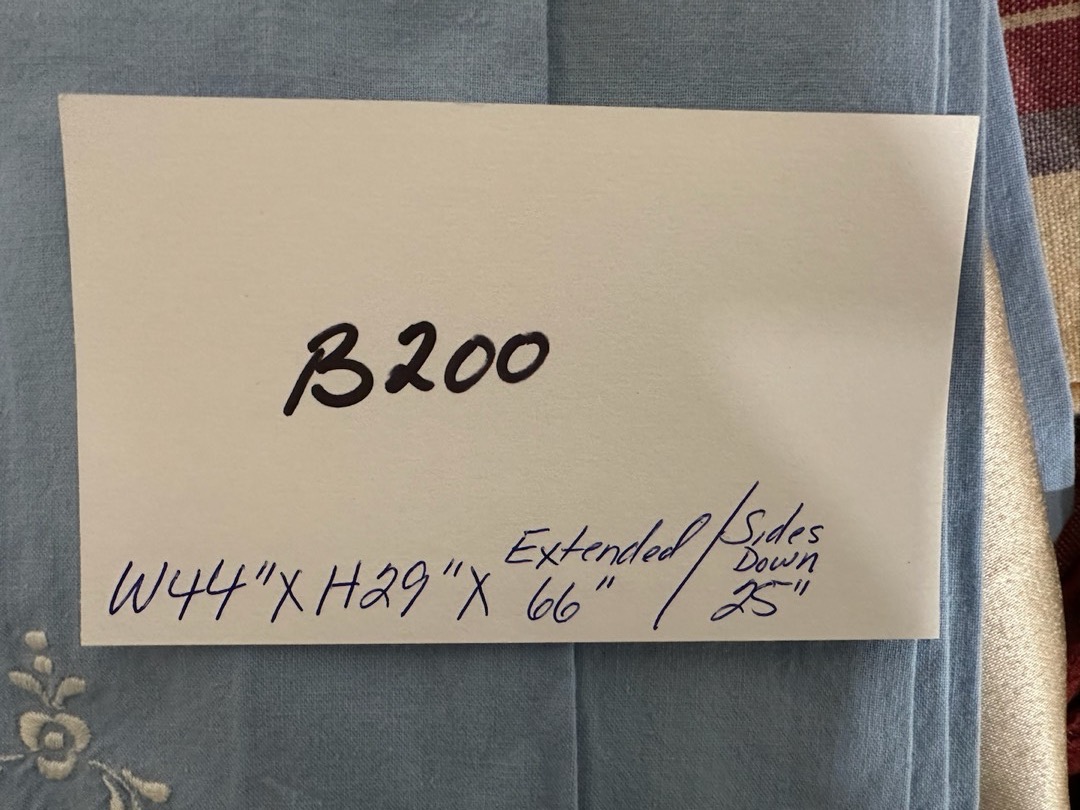 B200
W44" X H29" X Extended 66" / Sides Down 25"